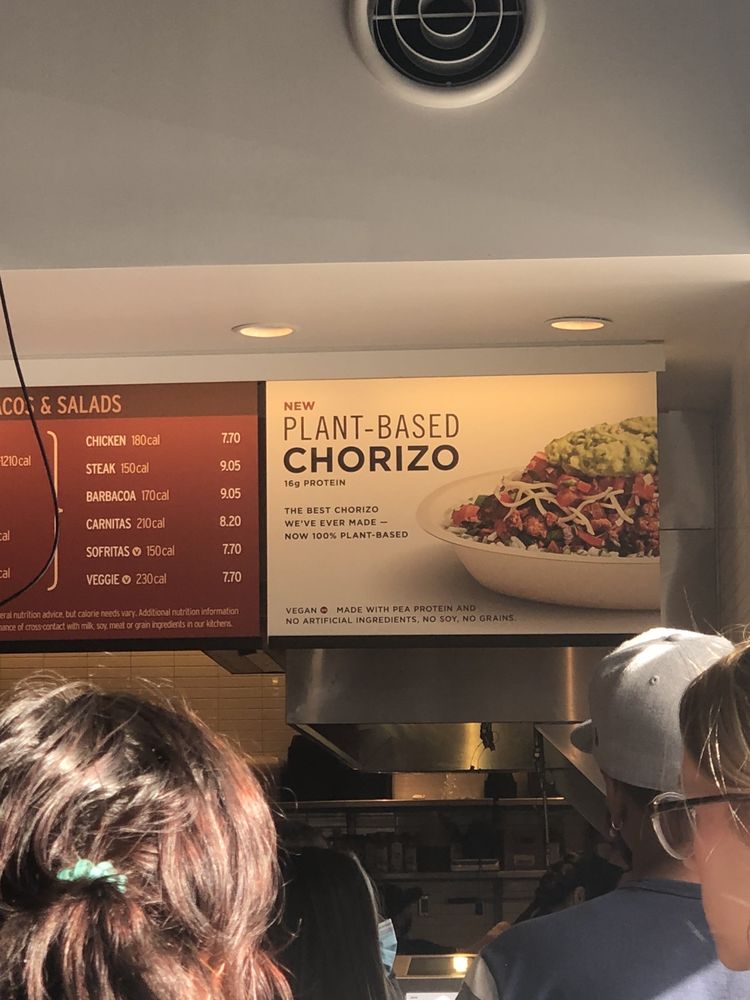 ACOS & SALADS
1210cal
cal
cal
CHICKEN 180cal 7.70
STEAK 150cal 9.05
BARBACOA 170cal 9.05
CARNITAS 210cal 8.20
SOFRITAS V 150cal 7.70
VEGGIE V 230cal 7.70
eral nutrition advice, but calorie needs vary. Additional nutrition information
ance of cross-contact with milk, soy, meat or grain ingredients in our kitchens.
NEW
PLANT-BASED
CHORIZO
16g PROTEIN
THE BEST CHORIZO
WE'VE EVER MADE —
NOW 100% PLANT-BASED
VEGAN MADE WITH PEA PROTEIN AND
NO ARTIFICIAL INGREDIENTS, NO SOY, NO GRAINS.